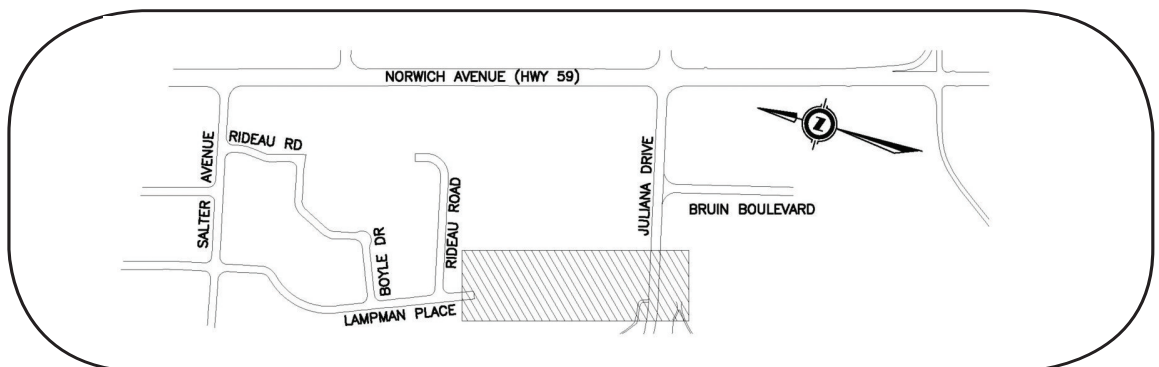 NORWICH AVENUE (HWY 59)
SALTER AVENUE
RIDEAU RD
BOYLE DR
RIDEAU ROAD
LAMPMAN PLACE
JULIANA DRIVE
BRUIN BOULEVARD
Z